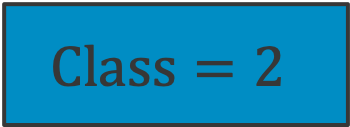 Class = 2